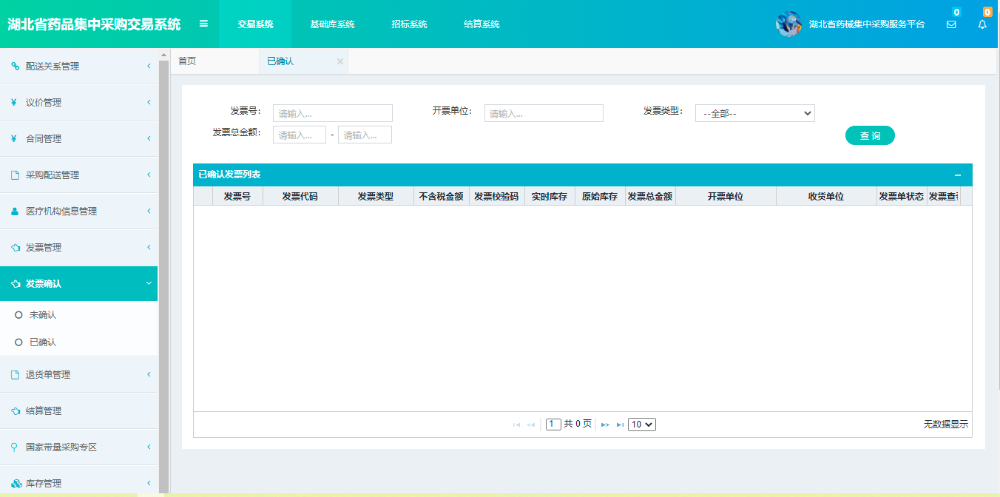 湖北省药品集中采购交易系统 交易系统 基础库系统 招标系统 结算系统 湖北省药械集中采购服务平台 0 0
配送关系管理
议价管理
合同管理
采购配送管理
医疗机构信息管理
发票管理
发票确认
未确认
已确认
退货单管理
结算管理
国家带量采购专区
库存管理
首页 已确认
发票号: 请输入... 开票单位: 请输入... 发票类型: --全部--
发票总金额: 请输入... - 请输入... 查 询
已确认发票列表
发票号 发票代码 发票类型 不含税金额 发票校验码 实时库存 原始库存 发票总金额 开票单位 收货单位 发票单状态 发票查
1 共 0 页 10 无数据显示